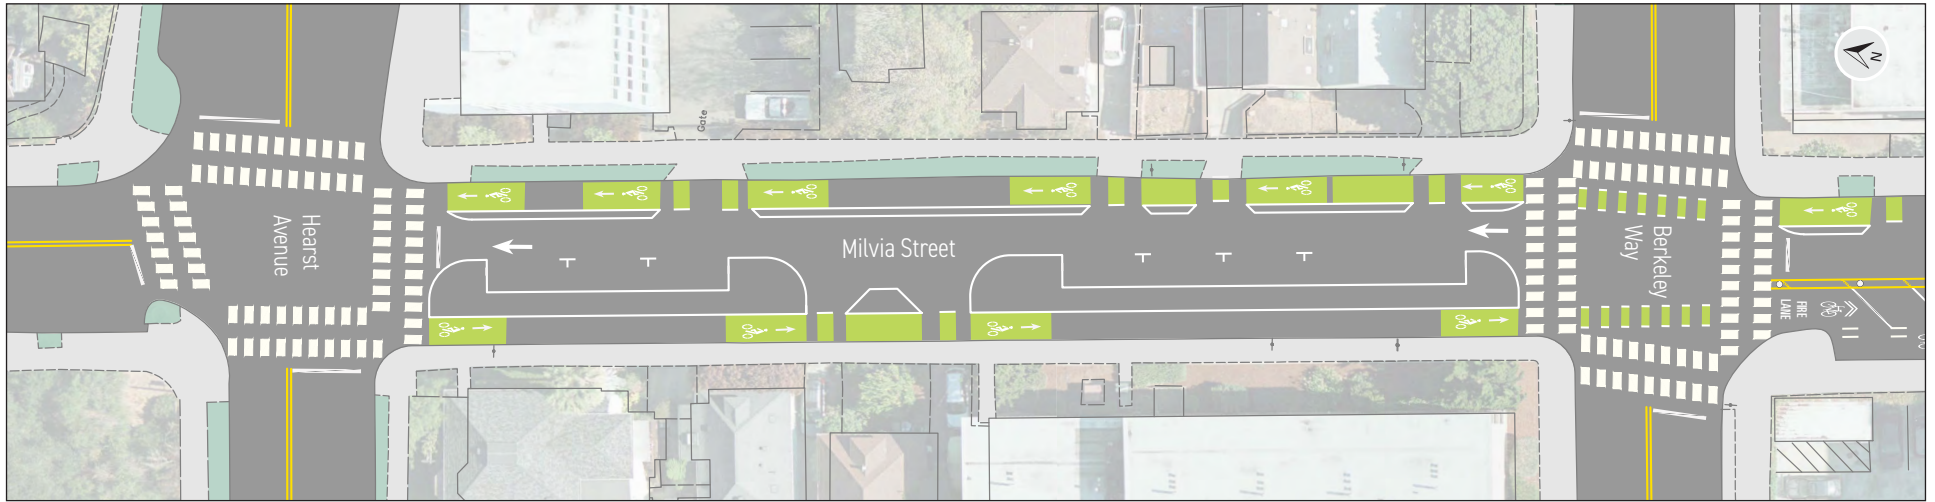 N
Gate
Hearst
Avenue
Milvia Street
Berkeley
Way
FIRE
LANE